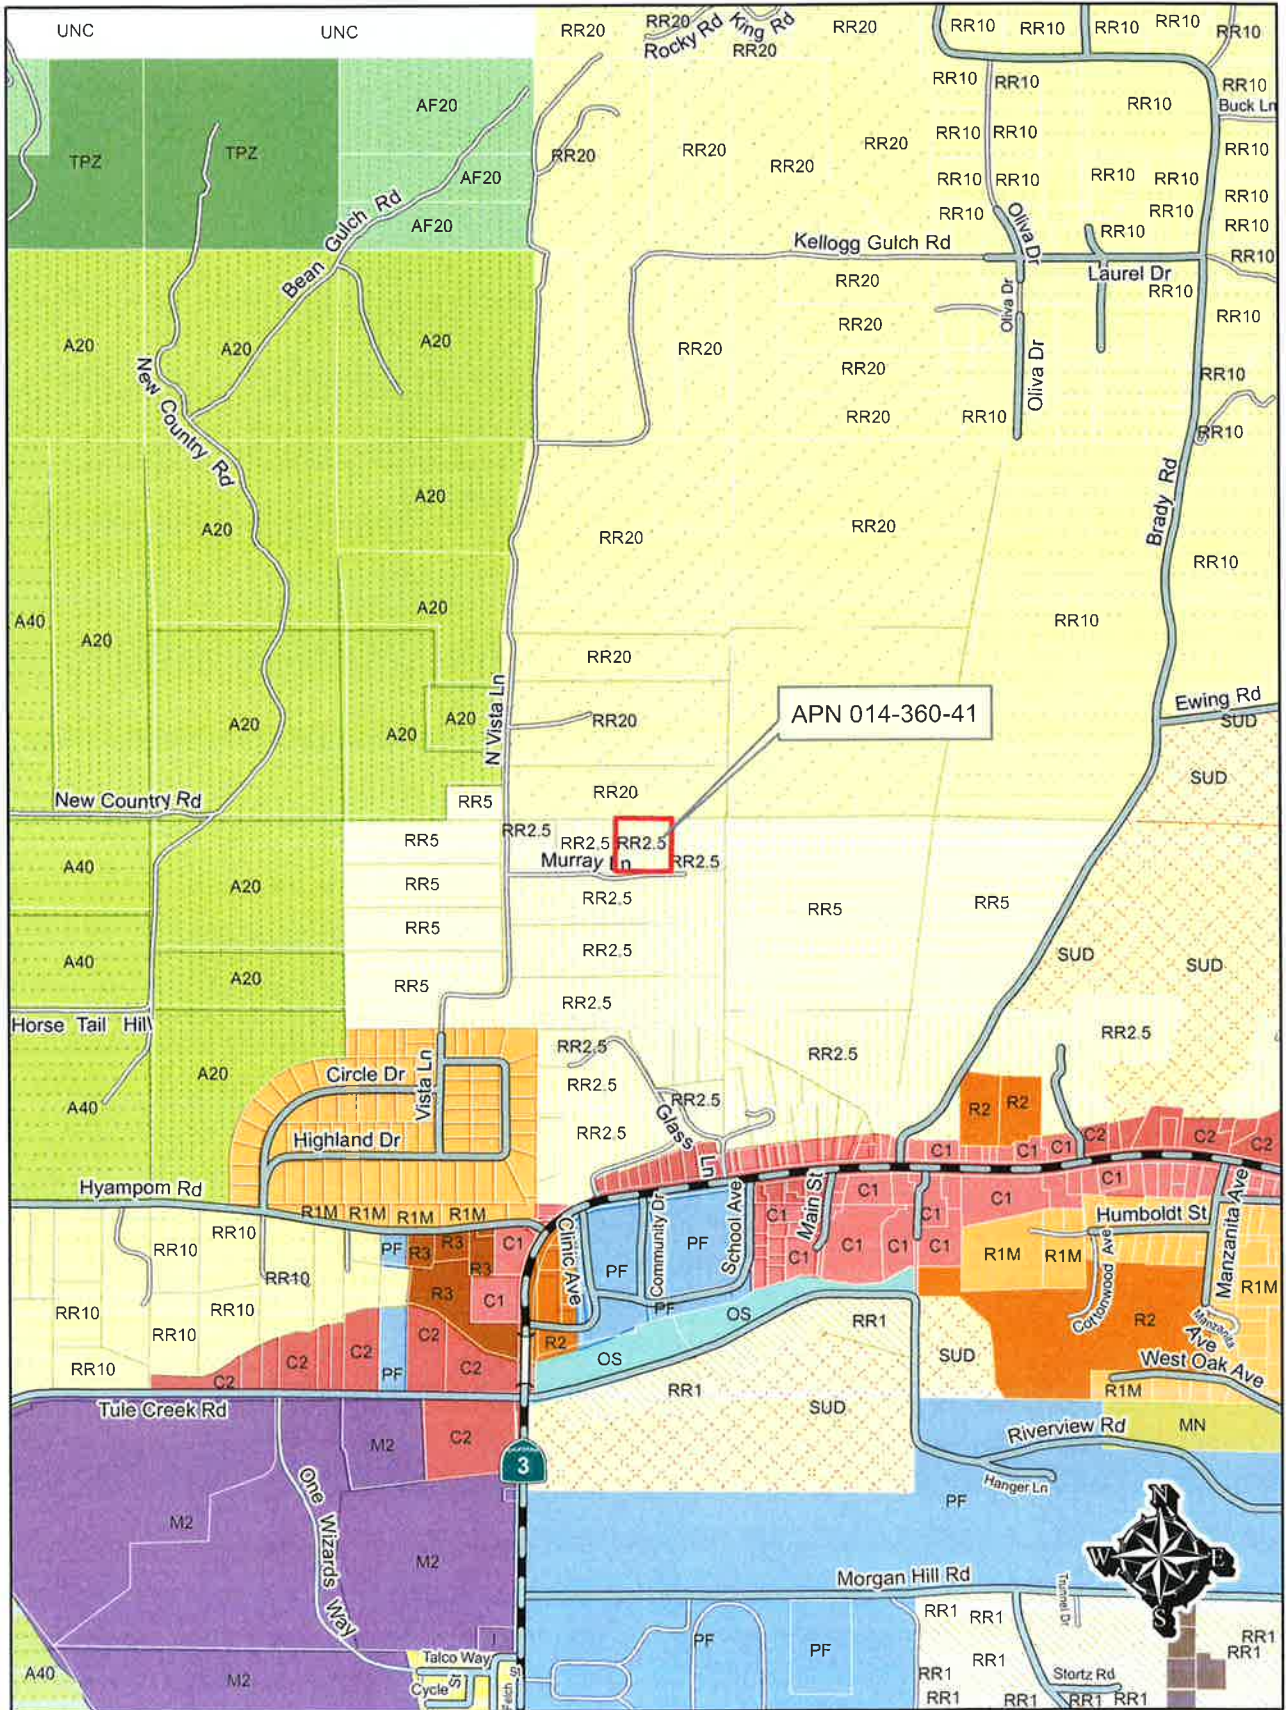 UNC
UNC
RR20
RR20
Rocky Rd
King Rd
RR20
RR20
RR10
RR10
RR10
RR10
RR10
AF20
RR10
RR10
RR10
RR10
Buck Ln
TPZ
TPZ
RR20
RR20
RR20
RR20
RR10
RR10
RR10
AF20
RR10
RR10
RR10
RR10
RR10
AF20
RR10
RR10
RR10
RR10
Bean Gulch Rd
Kellogg Gulch Rd
Oliva Dr
RR10
Laurel Dr
RR20
Oliva Dr
RR10
RR20
RR10
A20
A20
A20
RR20
RR20
Oliva Dr
RR10
New Country Rd
RR20
RR10
RR10
A20
A20
RR20
RR20
Brady Rd
RR10
A40
A20
A20
RR10
RR20
N Vista Ln
Ewing Rd
SUD
A20
A20
A20
RR20
APN 014-360-41
SUD
New Country Rd
RR5
RR20
RR5
RR2.5
RR2.5
RR2.5
RR2.5
Murray Ln
A40
A20
RR5
RR2.5
RR5
RR5
RR5
RR2.5
A40
A20
RR5
RR2.5
SUD
SUD
Horse Tail Hill
RR2.5
RR2.5
RR2.5
A20
Circle Dr
Vista Ln
RR2.5
RR2.5
A40
Glass Ln
R2
R2
Highland Dr
RR2.5
C1
C1
C1
C2
C2
C2
Hyampom Rd
R1M
R1M
R1M
R1M
Clinic Ave
Community Dr
School Ave
Main St
C1
C1
C1
C1
C1
Humboldt St
Manzanita Ave
RR10
RR10
PF
R3
R3
C1
PF
PF
C1
C1
C1
C1
R1M
R1M
Cottonwood Ave
R1M
RR10
R3
RR10
RR10
RR10
R3
C1
PF
OS
RR1
R2
Manzanita Ave
RR10
C2
C2
C2
C2
C2
PF
R2
OS
SUD
West Oak Ave
RR1
SUD
R1M
Tule Creek Rd
M2
C2
Riverview Rd
MN
3
Hanger Ln
One Wizards Way
M2
M2
PF
N
W
E
S
Morgan Hill Rd
Trunnel Dr
PF
PF
RR1
RR1
RR1
RR1
RR1
I
Talco Way
A40
M2
Cycle St
Felch St
RR1
Stortz Rd
RR1
RR1
RR1
RR1